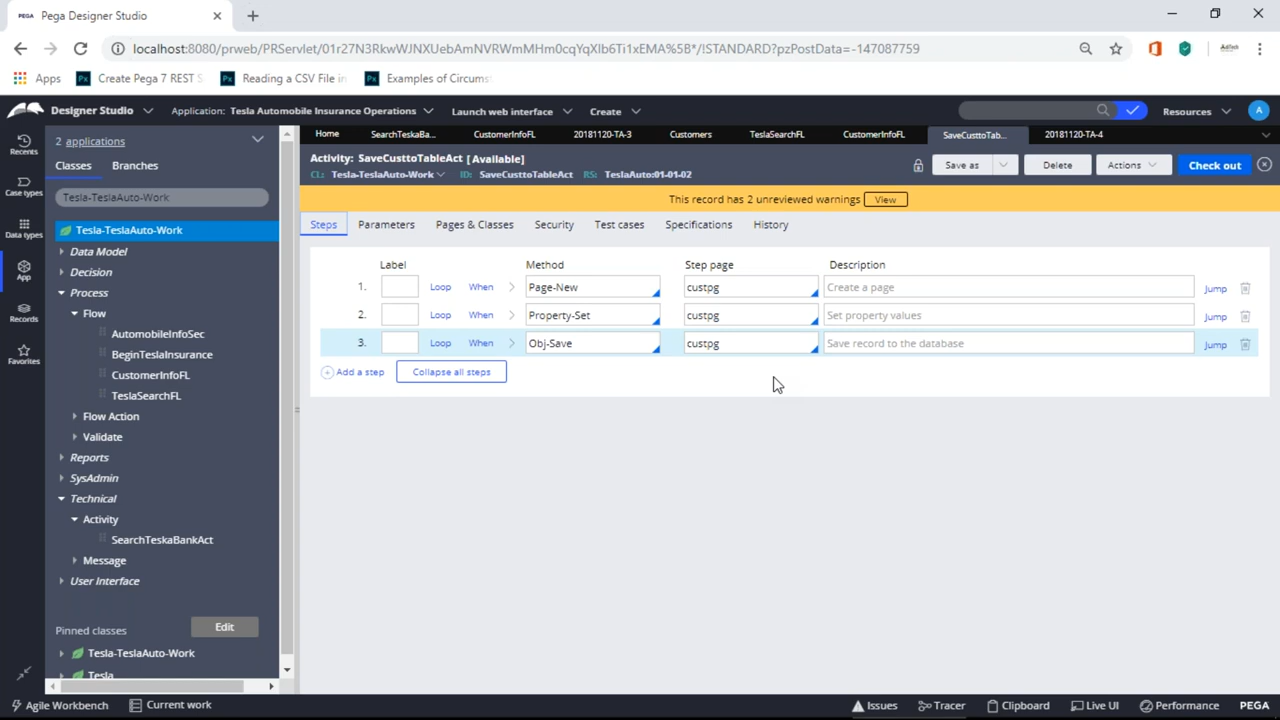 PEGA Pega Designer Studio
localhost:8080/prweb/PRServlet/01r27N3RkwWJNXUebAmNVRWmMHm0cqYqXlb6Ti1xEMA%5B*/!STANDARD?pzPostData=-147087759
Apps Create Pega 7 REST S Reading a CSV File in Examples of Circums
Designer Studio Application: Tesla Automobile Insurance Operations Launch web interface Create Resources A
2 applications
Home SearchTeskaBa... CustomerInfoFL 20181120-TA-3 Customers TeslaSearchFL CustomerInfoFL SaveCusttoTab... 20181120-TA-4
Recents
Case types
Data types
App
Records
Favorites
Classes Branches
Tesla-TeslaAuto-Work
Tesla-TeslaAuto-Work
Data Model
Decision
Process
Flow
AutomobileInfoSec
BeginTeslaInsurance
CustomerInfoFL
TeslaSearchFL
Flow Action
Validate
Reports
SysAdmin
Technical
Activity
SearchTeskaBankAct
Message
User Interface
Pinned classes Edit
Tesla-TeslaAuto-Work
Tesla
Activity: SaveCusttoTableAct [Available]
CL: Tesla-TeslaAuto-Work ID: SaveCusttoTableAct RS: TeslaAuto:01-01-02
Save as Delete Actions Check out
This record has 2 unreviewed warnings View
Steps Parameters Pages & Classes Security Test cases Specifications History
Label Method Step page Description
1. Loop When Page-New custpg Create a page Jump
2. Loop When Property-Set custpg Set property values Jump
3. Loop When Obj-Save custpg Save record to the database Jump
Add a step Collapse all steps
Agile Workbench Current work Issues Tracer Clipboard Live UI Performance PEGA